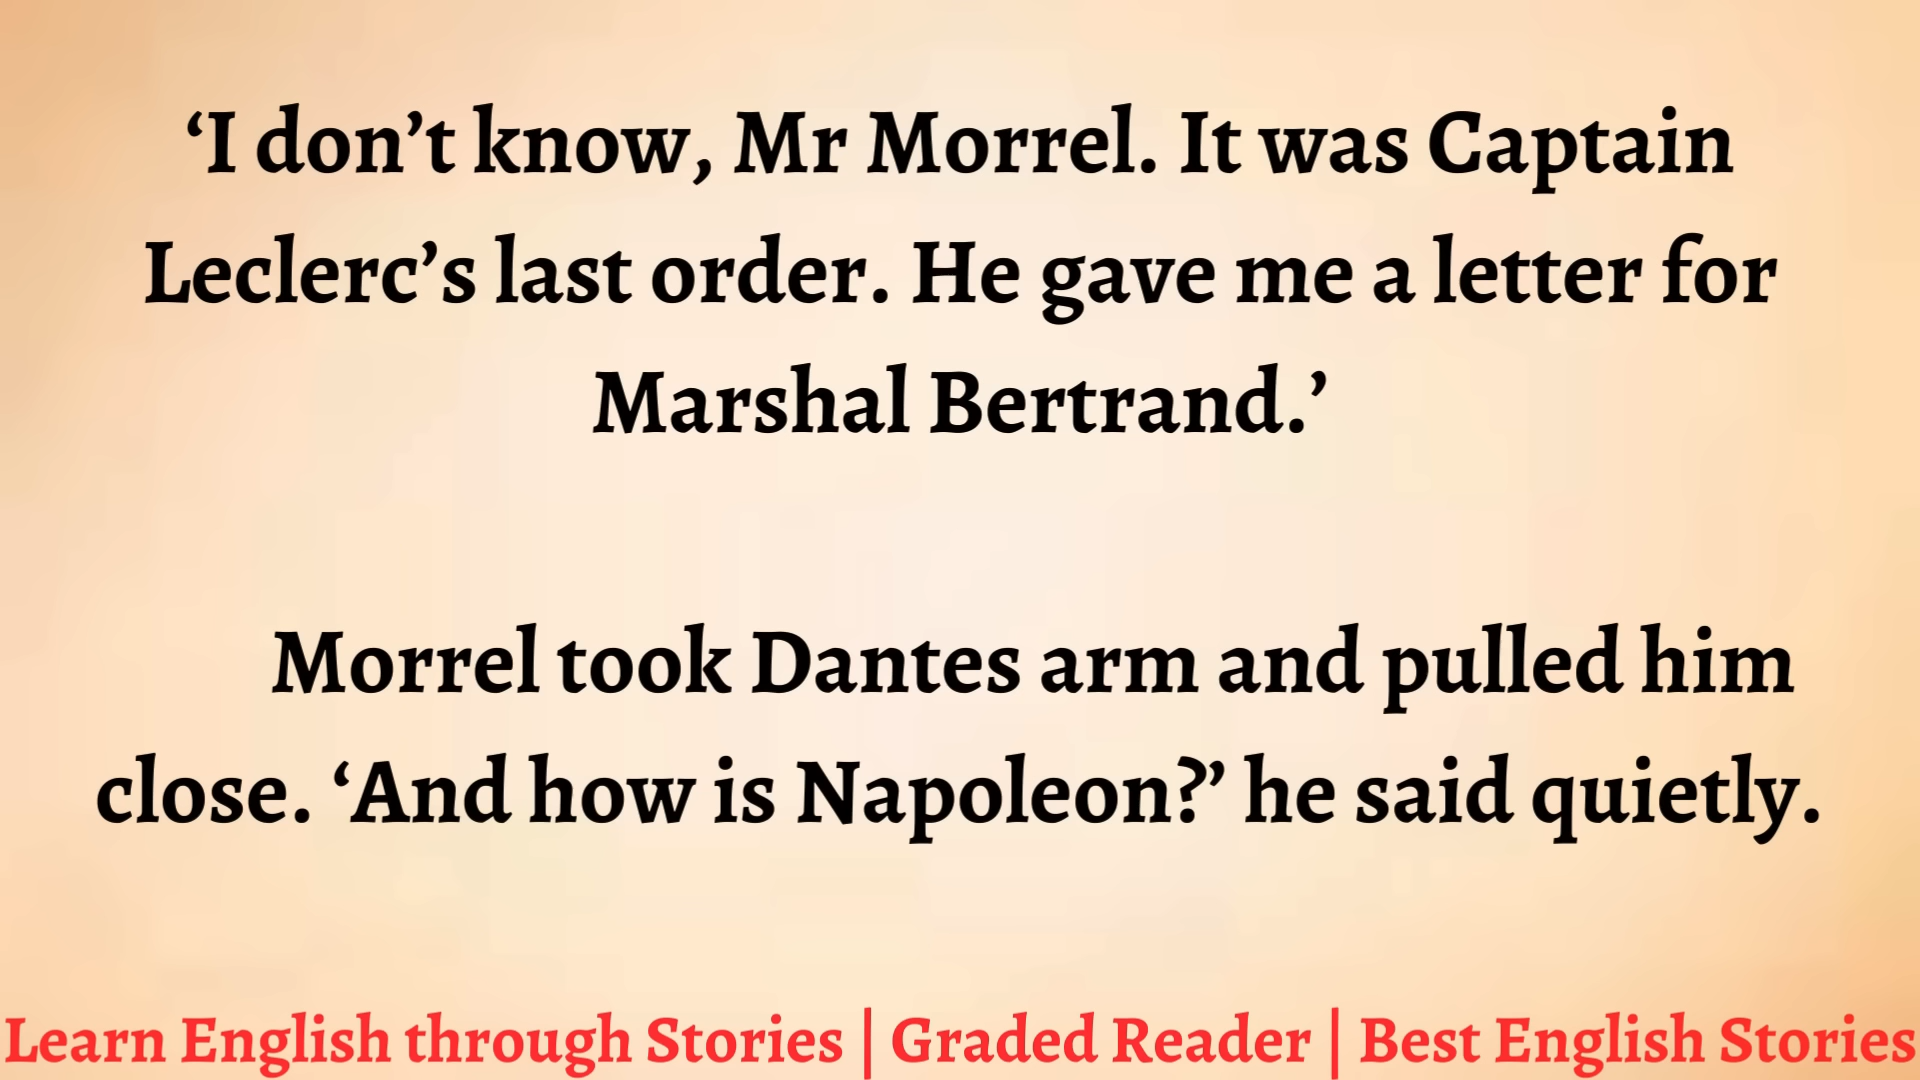 ‘I don’t know, Mr Morrel. It was Captain
Leclerc’s last order. He gave me a letter for
Marshal Bertrand.’
Morrel took Dantes arm and pulled him
close. ‘And how is Napoleon?’ he said quietly.
Learn English through Stories | Graded Reader | Best English Stories